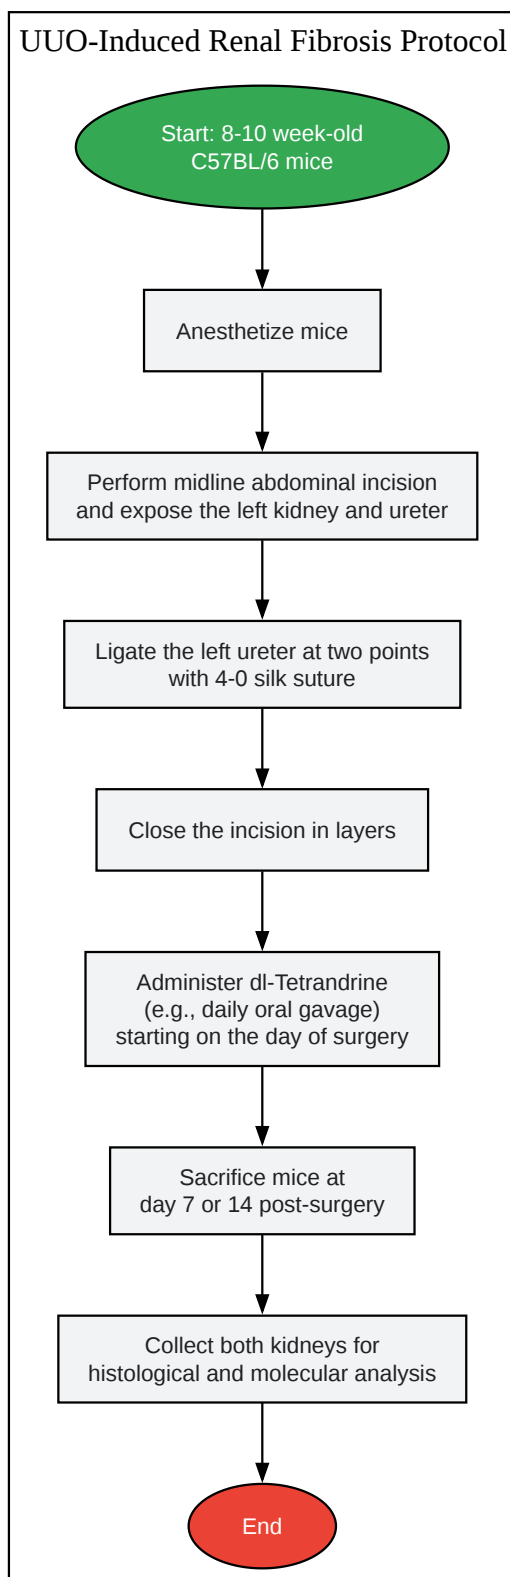 UUO-Induced Renal Fibrosis Protocol
Start: 8-10 week-old
C57BL/6 mice
Anesthetize mice
Perform midline abdominal incision
and expose the left kidney and ureter
Ligate the left ureter at two points
with 4-0 silk suture
Close the incision in layers
Administer dl-Tetrandrine
(e.g., daily oral gavage)
starting on the day of surgery
Sacrifice mice at
day 7 or 14 post-surgery
Collect both kidneys for
histological and molecular analysis
End